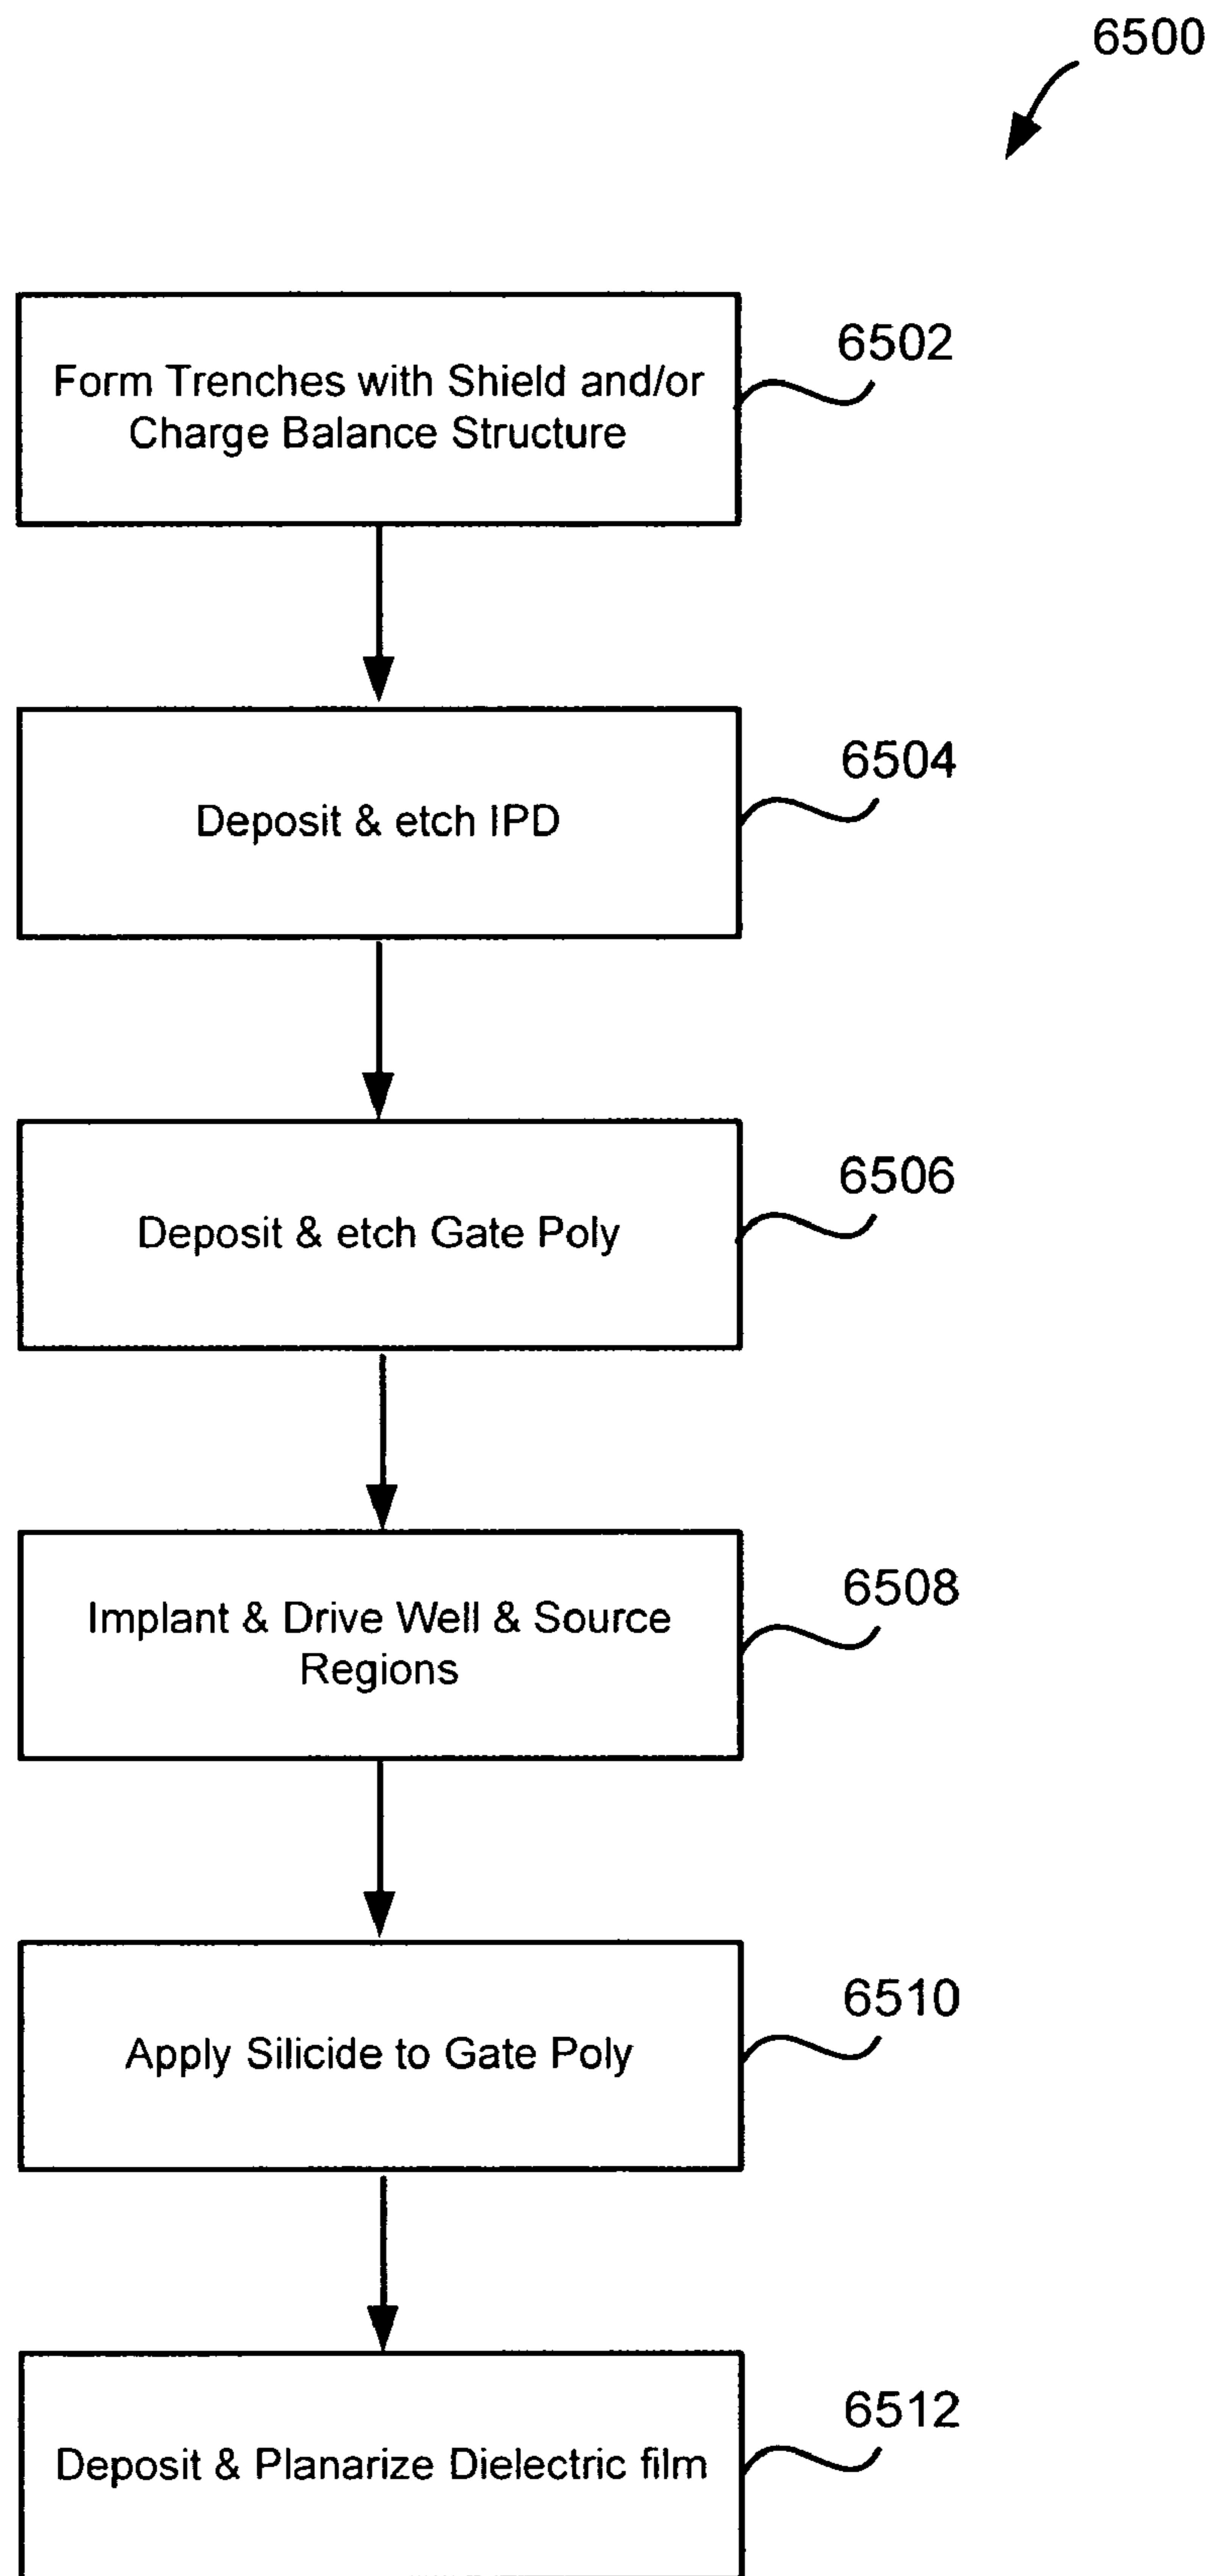 6500
6502
Form Trenches with Shield and/or
Charge Balance Structure
6504
Deposit & etch IPD
6506
Deposit & etch Gate Poly
6508
Implant & Drive Well & Source
Regions
6510
Apply Silicide to Gate Poly
6512
Deposit & Planarize Dielectric film